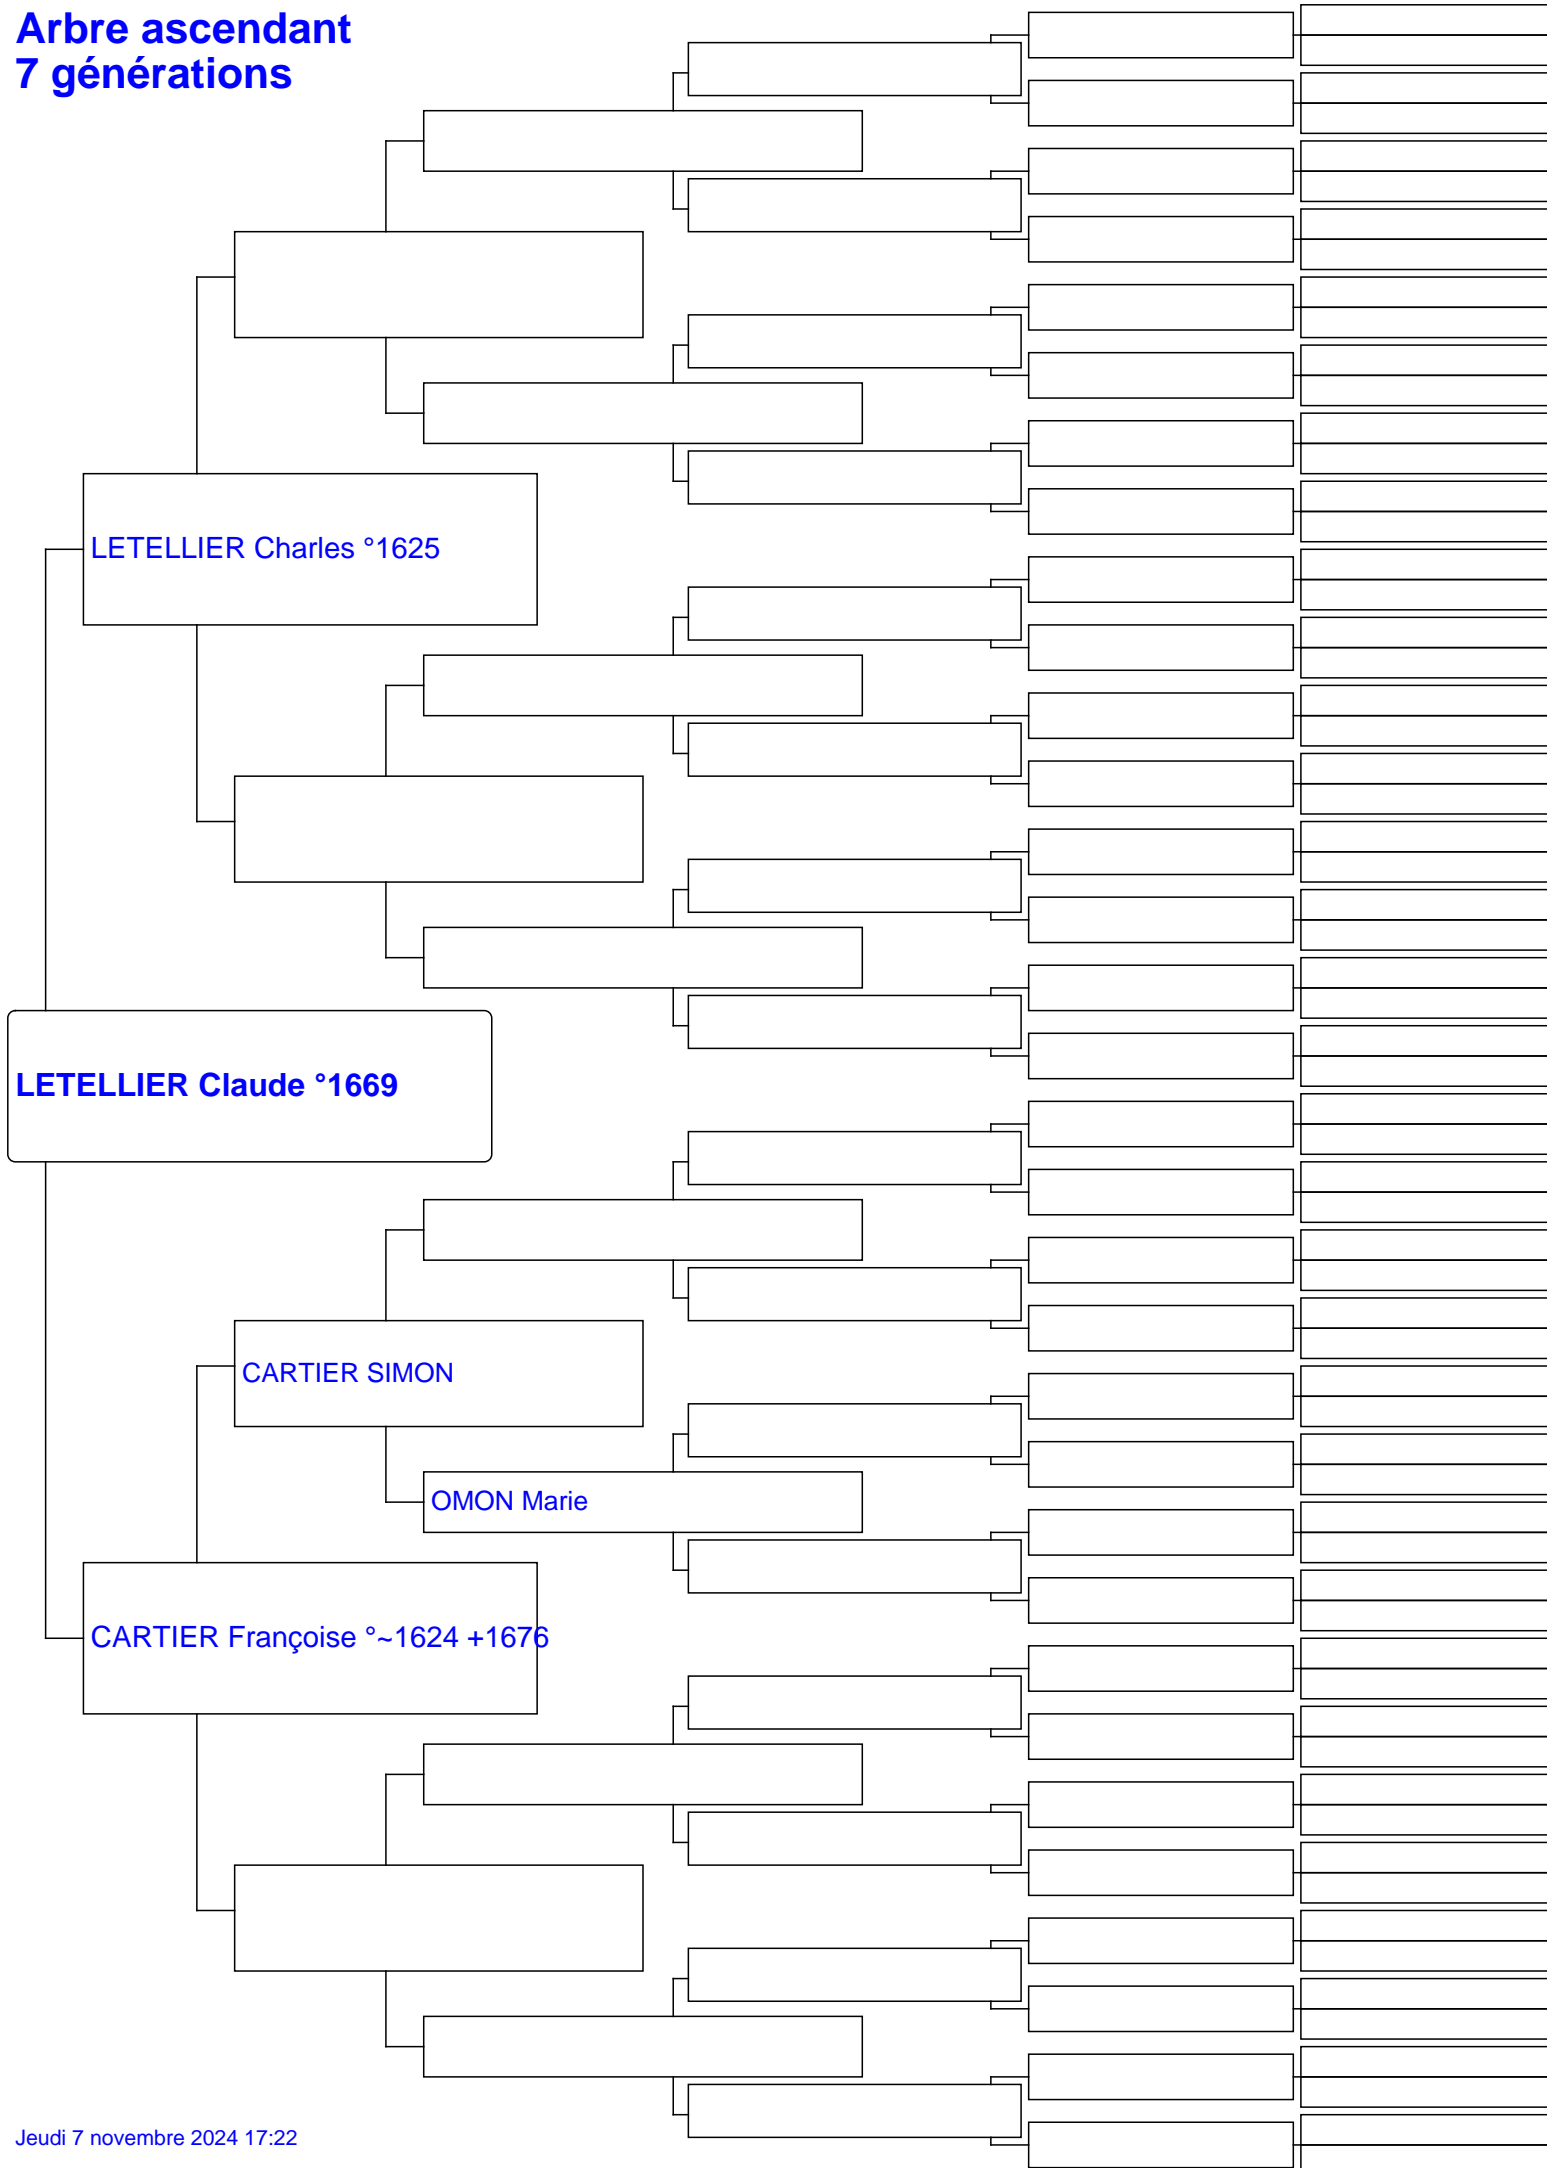 Arbre ascendant
7 générations
LETELLIER Charles °1625
LETELLIER Claude °1669
CARTIER SIMON
OMON Marie
CARTIER Françoise °~1624 +1676
Jeudi 7 novembre 2024 17:22